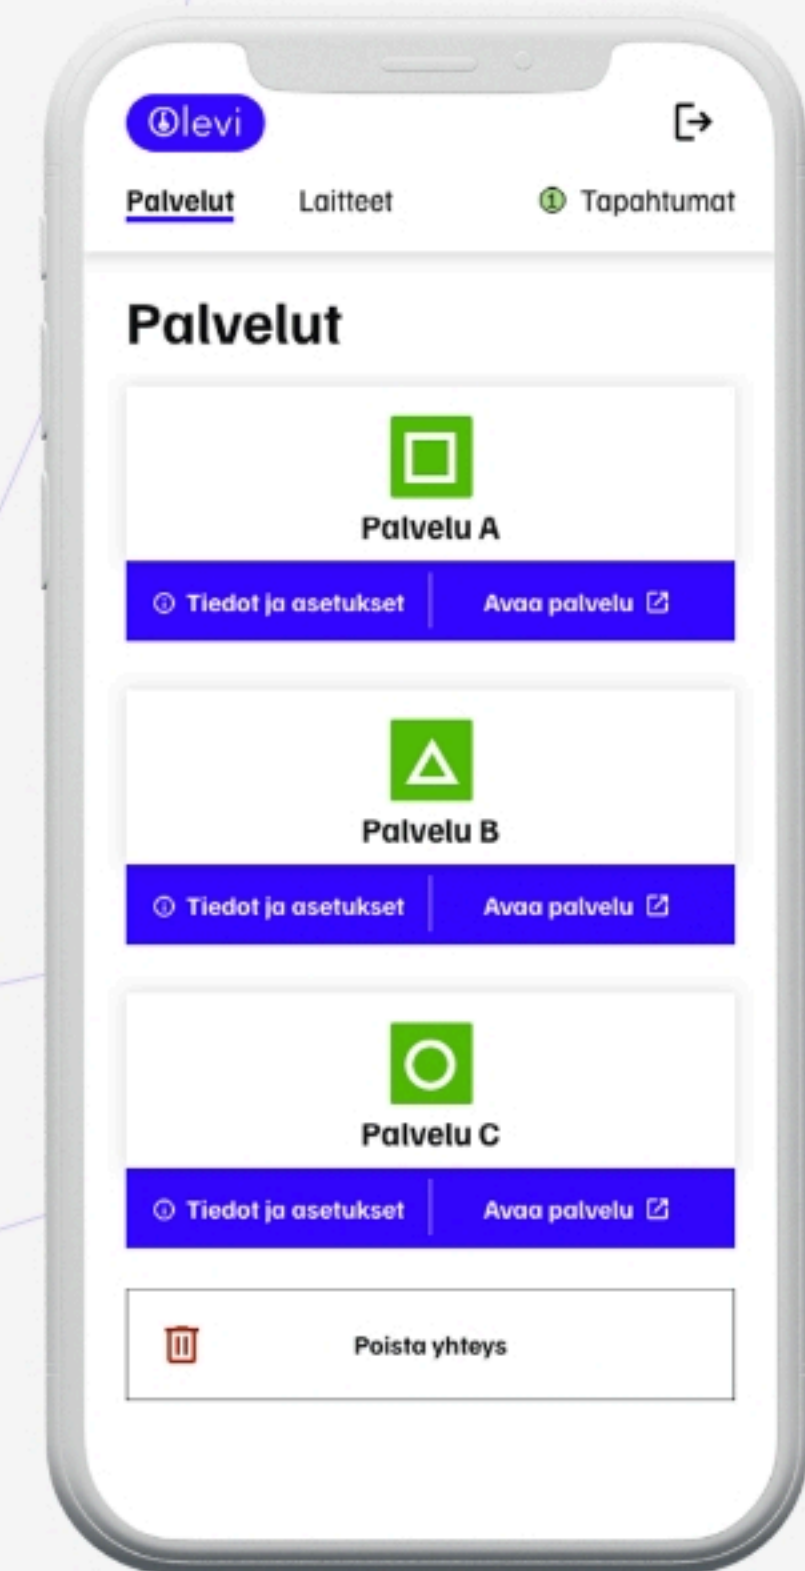 Olevi
Palvelut Laitteet 1 Tapahtumat
Palvelut
Palvelu A
Tiedot ja asetukset Avaa palvelu
Palvelu B
Tiedot ja asetukset Avaa palvelu
Palvelu C
Tiedot ja asetukset Avaa palvelu
Poista yhteys